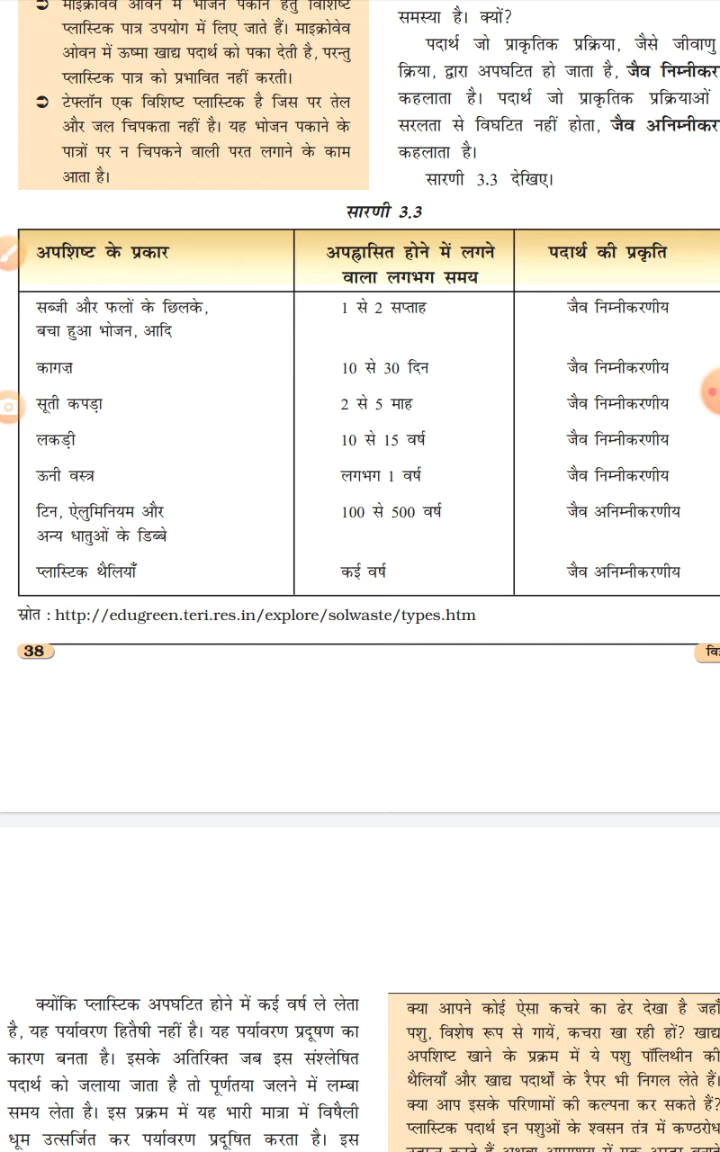 माइक्रोवेव ओवन में भोजन पकाने हेतु विशिष्ट
प्लास्टिक पात्र उपयोग में लिए जाते हैं। माइक्रोवेव
ओवन में ऊष्मा खाद्य पदार्थ को पका देती है, परन्तु
प्लास्टिक पात्र को प्रभावित नहीं करती।
टेफ्लॉन एक विशिष्ट प्लास्टिक है जिस पर तेल
और जल चिपकता नहीं है। यह भोजन पकाने के
पात्रों पर न चिपकने वाली परत लगाने के काम
आता है।
समस्या है। क्यों?
पदार्थ जो प्राकृतिक प्रक्रिया, जैसे जीवाणु
क्रिया, द्वारा अपघटित हो जाता है, जैव निम्नीकर
कहलाता है। पदार्थ जो प्राकृतिक प्रक्रियाओं
सरलता से विघटित नहीं होता, जैव अनिम्नीकर
कहलाता है।
सारणी 3.3 देखिए।
सारणी 3.3
अपशिष्ट के प्रकार अपह्रासित होने में लगने पदार्थ की प्रकृति
वाला लगभग समय
सब्जी और फलों के छिलके, 1 से 2 सप्ताह जैव निम्नीकरणीय
बचा हुआ भोजन, आदि
कागज़ 10 से 30 दिन जैव निम्नीकरणीय
सूती कपड़ा 2 से 5 माह जैव निम्नीकरणीय
लकड़ी 10 से 15 वर्ष जैव निम्नीकरणीय
ऊनी वस्त्र लगभग 1 वर्ष जैव निम्नीकरणीय
टिन, ऐलुमिनियम और 100 से 500 वर्ष जैव अनिम्नीकरणीय
अन्य धातुओं के डिब्बे
प्लास्टिक थैलियाँ कई वर्ष जैव अनिम्नीकरणीय
स्रोत : http://edugreen.teri.res.in/explore/solwaste/types.htm
38
क्योंकि प्लास्टिक अपघटित होने में कई वर्ष ले लेता
है, यह पर्यावरण हितैषी नहीं है। यह पर्यावरण प्रदूषण का
कारण बनता है। इसके अतिरिक्त जब इस संश्लेषित
पदार्थ को जलाया जाता है तो पूर्णतया जलने में लम्बा
समय लेता है। इस प्रक्रम में यह भारी मात्रा में विषैली
धूम उत्सर्जित कर पर्यावरण प्रदूषित करता है। इस
क्या आपने कोई ऐसा कचरे का ढेर देखा है जहाँ
पशु, विशेष रूप से गायें, कचरा खा रही हों? खाद्य
अपशिष्ट खाने के प्रक्रम में ये पशु पॉलिथीन की
थैलियाँ और खाद्य पदार्थों के रैपर भी निगल लेते हैं।
क्या आप इसके परिणामों की कल्पना कर सकते हैं?
प्लास्टिक पदार्थ इन पशुओं के श्वसन तंत्र में कण्ठरोध